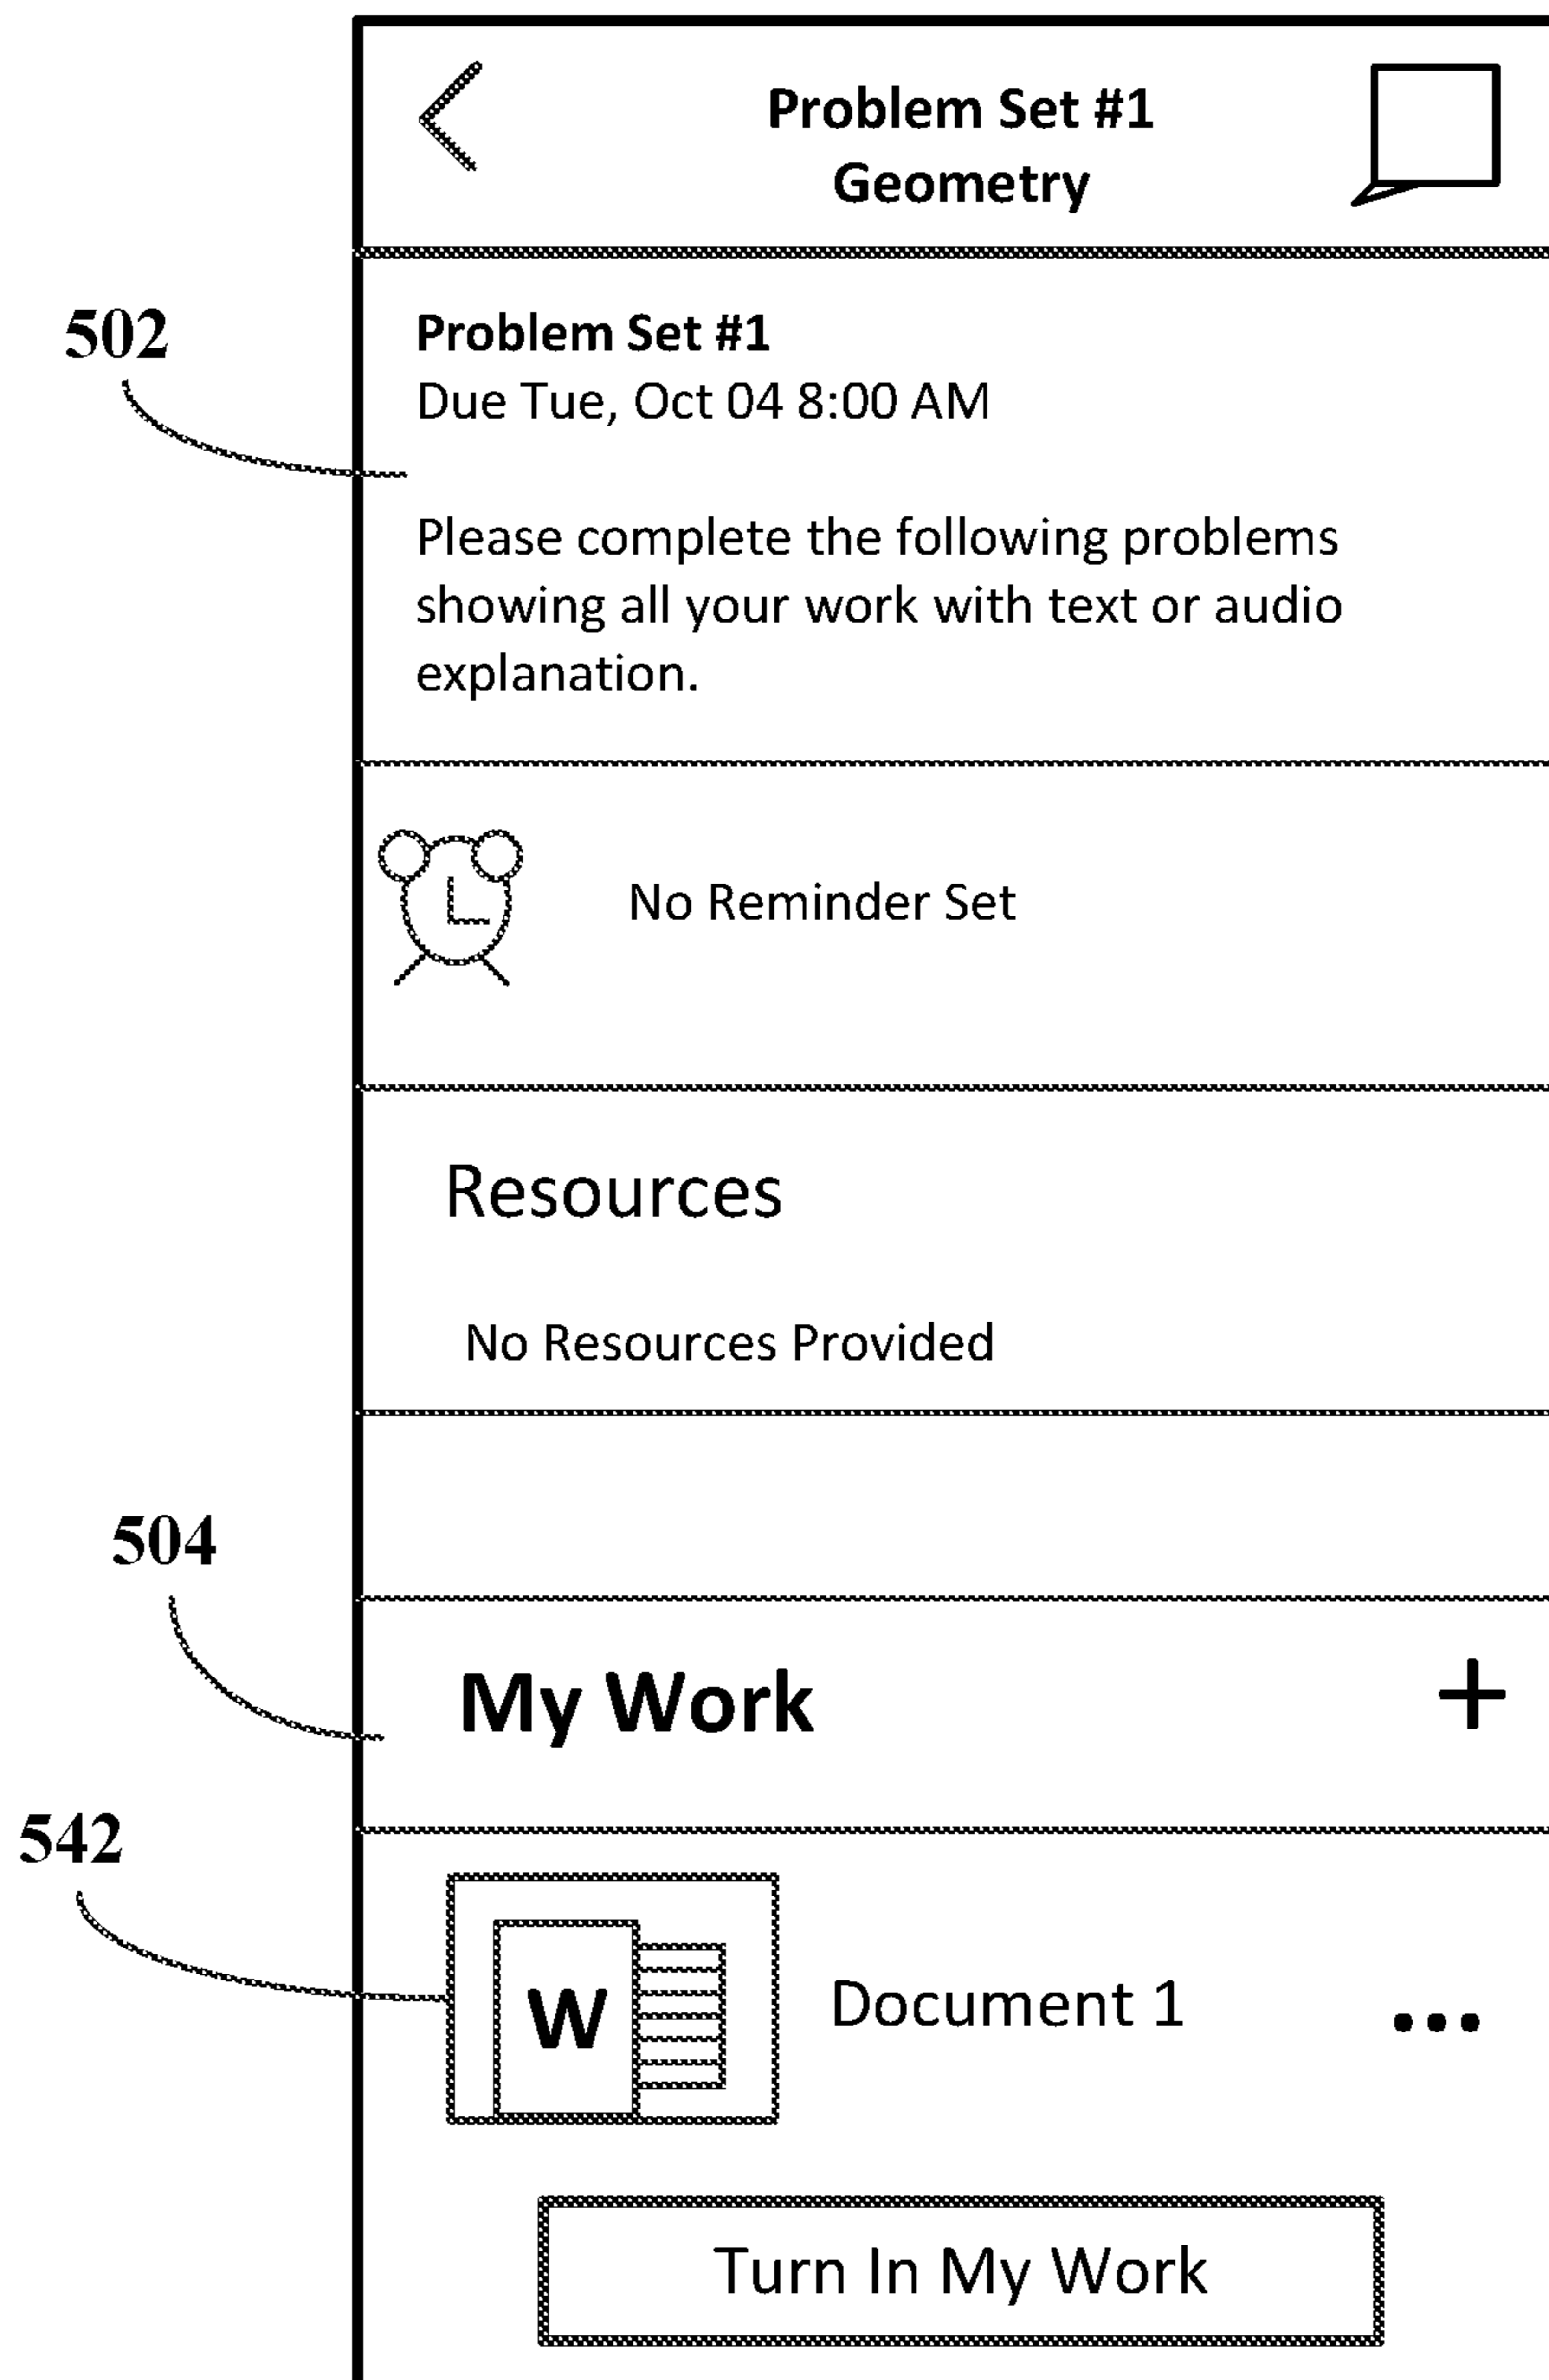 Problem Set #1
Geometry
502
Problem Set #1
Due Tue, Oct 04 8:00 AM
Please complete the following problems
showing all your work with text or audio
explanation.
No Reminder Set
Resources
No Resources Provided
504
My Work +
542
W
Document 1 ...
Turn In My Work